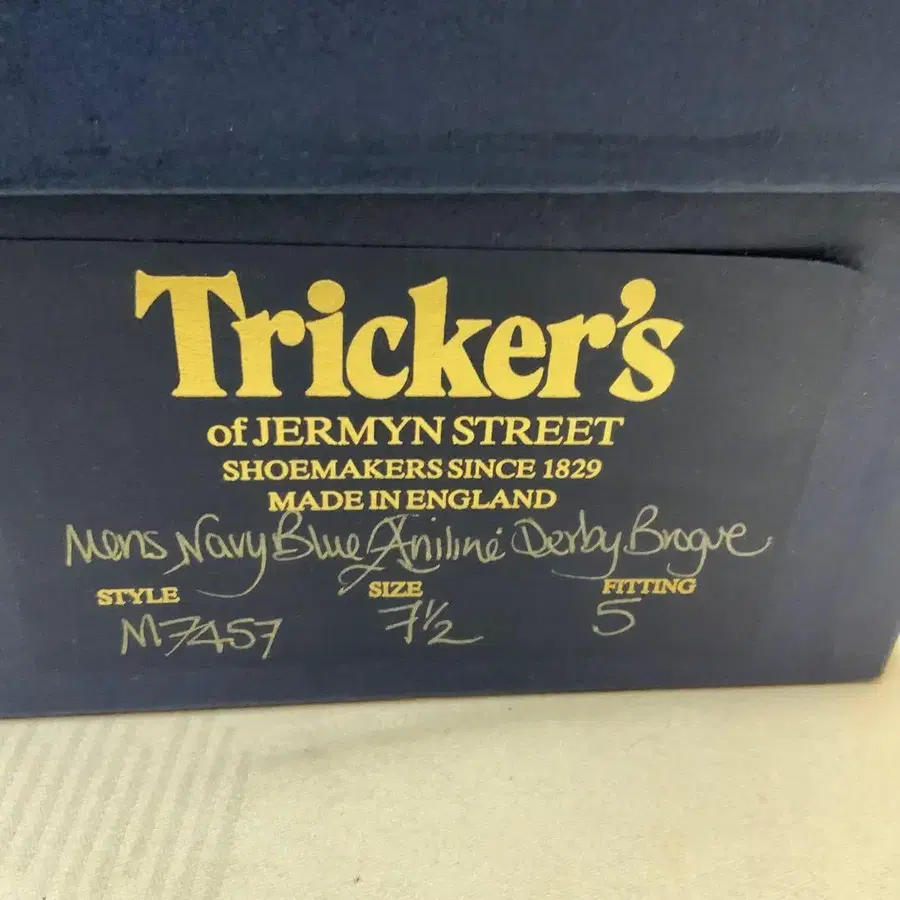 Tricker's
of JERMYN STREET
SHOEMAKERS SINCE 1829
MADE IN ENGLAND
Mens Navy Blue Aniline Derby Brogue
STYLE SIZE FITTING
M7457 7½ 5